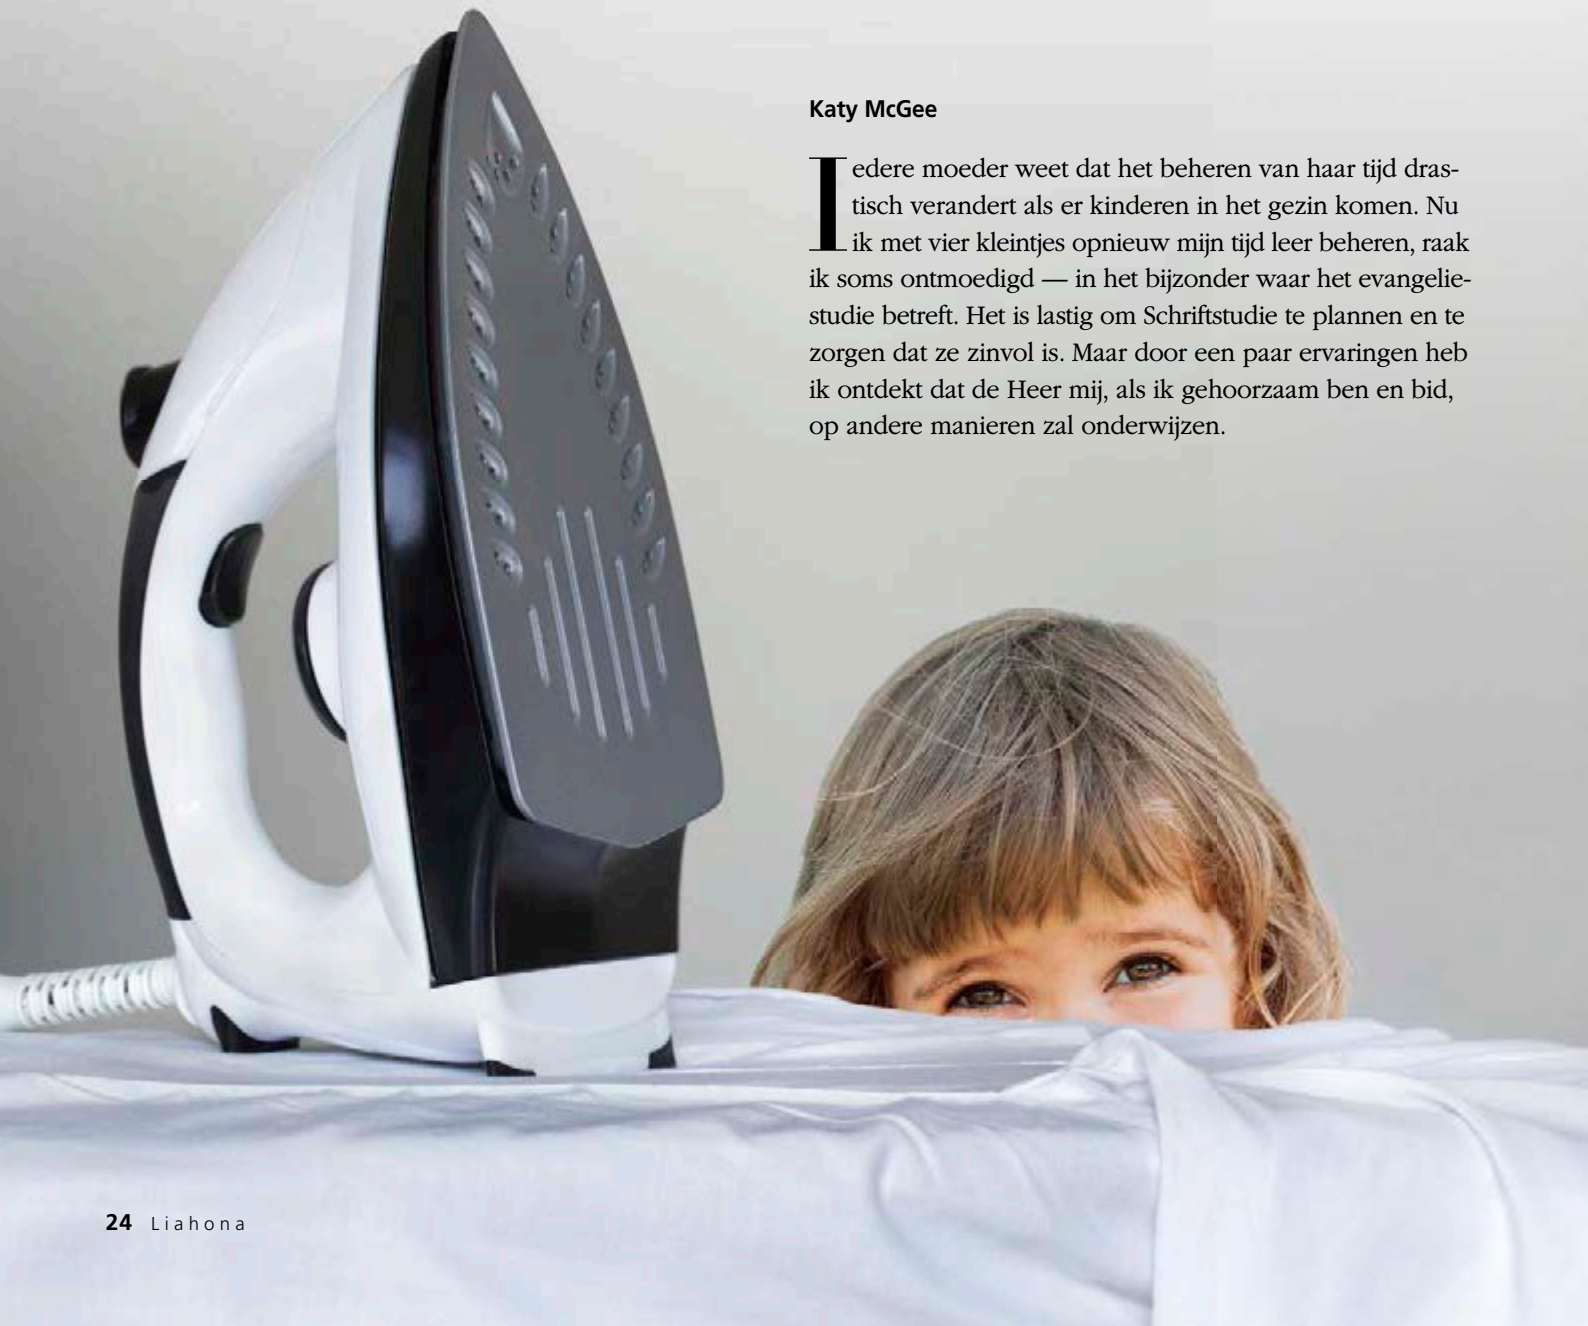 Katy McGee
Iedere moeder weet dat het beheren van haar tijd dras-
tisch verandert als er kinderen in het gezin komen. Nu
ik met vier kleintjes opnieuw mijn tijd leer beheren, raak
ik soms ontmoedigd — in het bijzonder waar het evangelie-
studie betreft. Het is lastig om Schriftstudie te plannen en te
zorgen dat ze zinvol is. Maar door een paar ervaringen heb
ik ontdekt dat de Heer mij, als ik gehoorzaam ben en bid,
op andere manieren zal onderwijzen.
24 Liahona